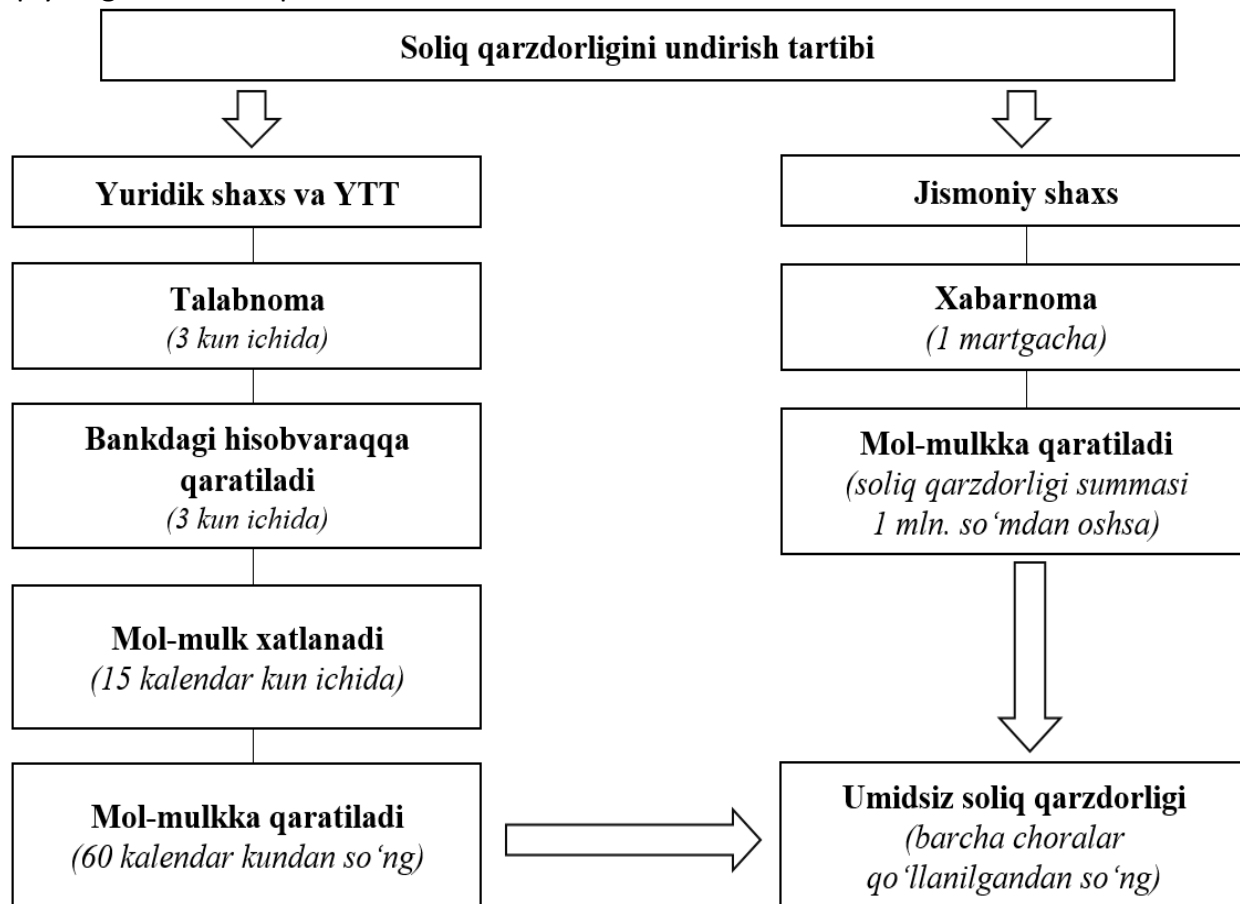 Soliq qarzdorligini undirish tartibi
Yuridik shaxs va YTT
Talabnoma
(3 kun ichida)
Bankdagi hisobvaraqqa
qaratiladi
(3 kun ichida)
Mol-mulk xatlanadi
(15 kalendar kun ichida)
Mol-mulkka qaratiladi
(60 kalendar kundan so‘ng)
Jismoniy shaxs
Xabarnoma
(1 martgacha)
Mol-mulkka qaratiladi
(soliq qarzdorligi summasi
1 mln. so‘mdan oshsa)
Umidsiz soliq qarzdorligi
(barcha choralar
qo‘llanilgandan so‘ng)